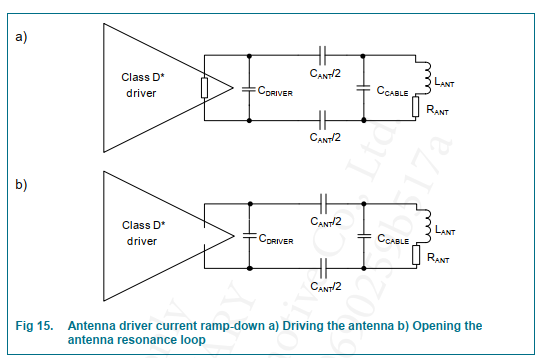 a)
Class D*
driver
CDRIVER
CANT/2
CANT/2
CCABLE
LANT
RANT
b)
Class D*
driver
CDRIVER
CANT/2
CANT/2
CCABLE
LANT
RANT
Fig 15. Antenna driver current ramp-down a) Driving the antenna b) Opening the
antenna resonance loop